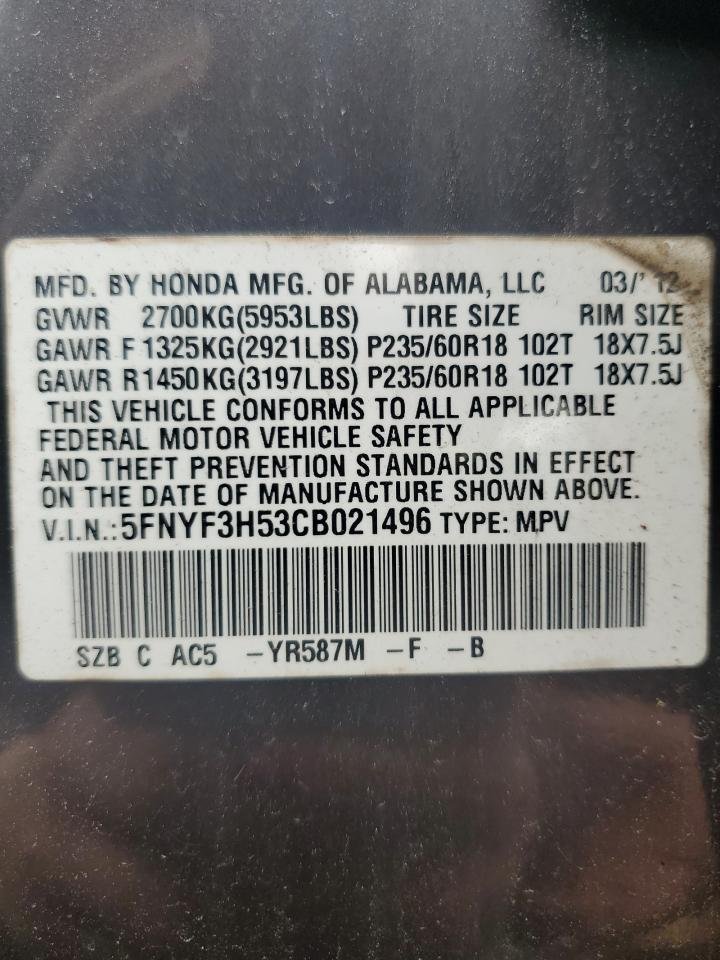 MFD. BY HONDA MFG. OF ALABAMA, LLC 03/'12
GVWR 2700KG(5953LBS) TIRE SIZE RIM SIZE
GAWR F 1325KG(2921LBS) P235/60R18 102T 18X7.5J
GAWR R1450KG(3197LBS) P235/60R18 102T 18X7.5J
THIS VEHICLE CONFORMS TO ALL APPLICABLE
FEDERAL MOTOR VEHICLE SAFETY
AND THEFT PREVENTION STANDARDS IN EFFECT
ON THE DATE OF MANUFACTURE SHOWN ABOVE.
V.I.N.:5FNYF3H53CB021496 TYPE: MPV
SZB C AC5 -YR587M -F -B